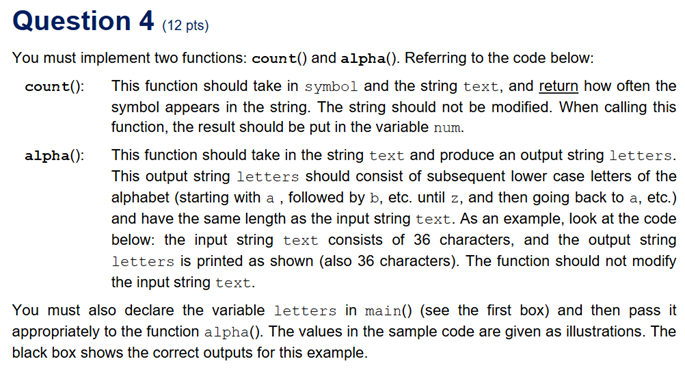 Question 4 (12 pts)
You must implement two functions: count() and alpha(). Referring to the code below:
count(): This function should take in symbol and the string text, and return how often the
symbol appears in the string. The string should not be modified. When calling this
function, the result should be put in the variable num.
alpha(): This function should take in the string text and produce an output string letters.
This output string letters should consist of subsequent lower case letters of the
alphabet (starting with a , followed by b, etc. until z, and then going back to a, etc.)
and have the same length as the input string text. As an example, look at the code
below: the input string text consists of 36 characters, and the output string
letters is printed as shown (also 36 characters). The function should not modify
the input string text.
You must also declare the variable letters in main() (see the first box) and then pass it
appropriately to the function alpha(). The values in the sample code are given as illustrations. The
black box shows the correct outputs for this example.